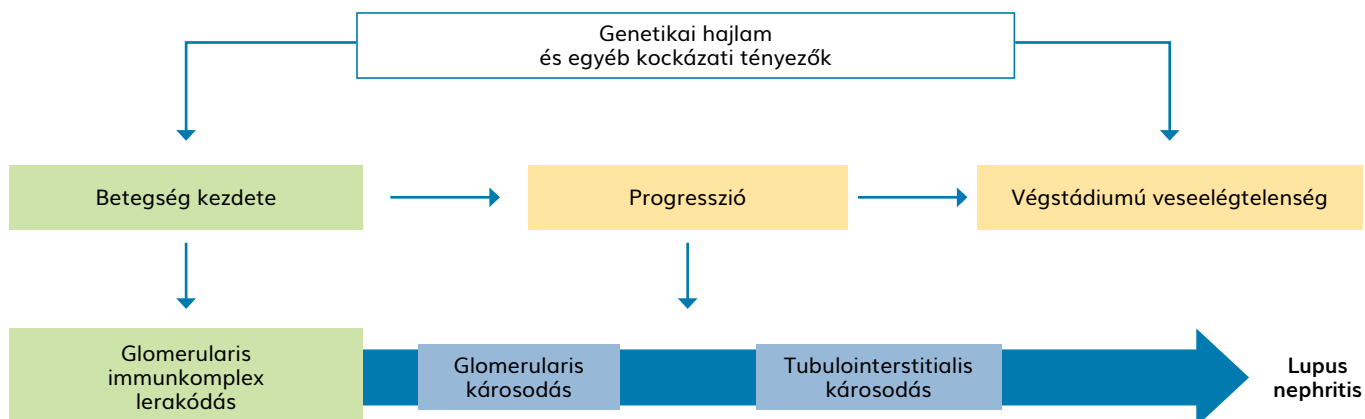 Genetikai hajlam
és egyéb kockázati tényezők
Betegség kezdete
Progresszió
Végstádiumú veseelégtelenség
Glomerularis
immunkomplex
lerakódás
Glomerularis
károsodás
Tubulointerstitialis
károsodás
Lupus
nephritis